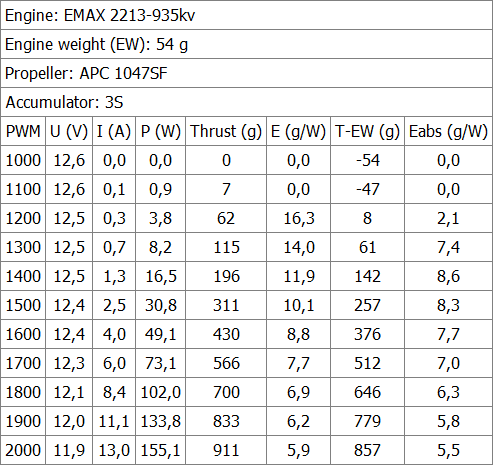 Engine: EMAX 2213-935kv
Engine weight (EW): 54 g
Propeller: APC 1047SF
Accumulator: 3S
PWM U (V) I (A) P (W) Thrust (g) E (g/W) T-EW (g) Eabs (g/W)
1000 12,6 0,0 0,0 0 0,0 -54 0,0
1100 12,6 0,1 0,9 7 0,0 -47 0,0
1200 12,5 0,3 3,8 62 16,3 8 2,1
1300 12,5 0,7 8,2 115 14,0 61 7,4
1400 12,5 1,3 16,5 196 11,9 142 8,6
1500 12,4 2,5 30,8 311 10,1 257 8,3
1600 12,4 4,0 49,1 430 8,8 376 7,7
1700 12,3 6,0 73,1 566 7,7 512 7,0
1800 12,1 8,4 102,0 700 6,9 646 6,3
1900 12,0 11,1 133,8 833 6,2 779 5,8
2000 11,9 13,0 155,1 911 5,9 857 5,5